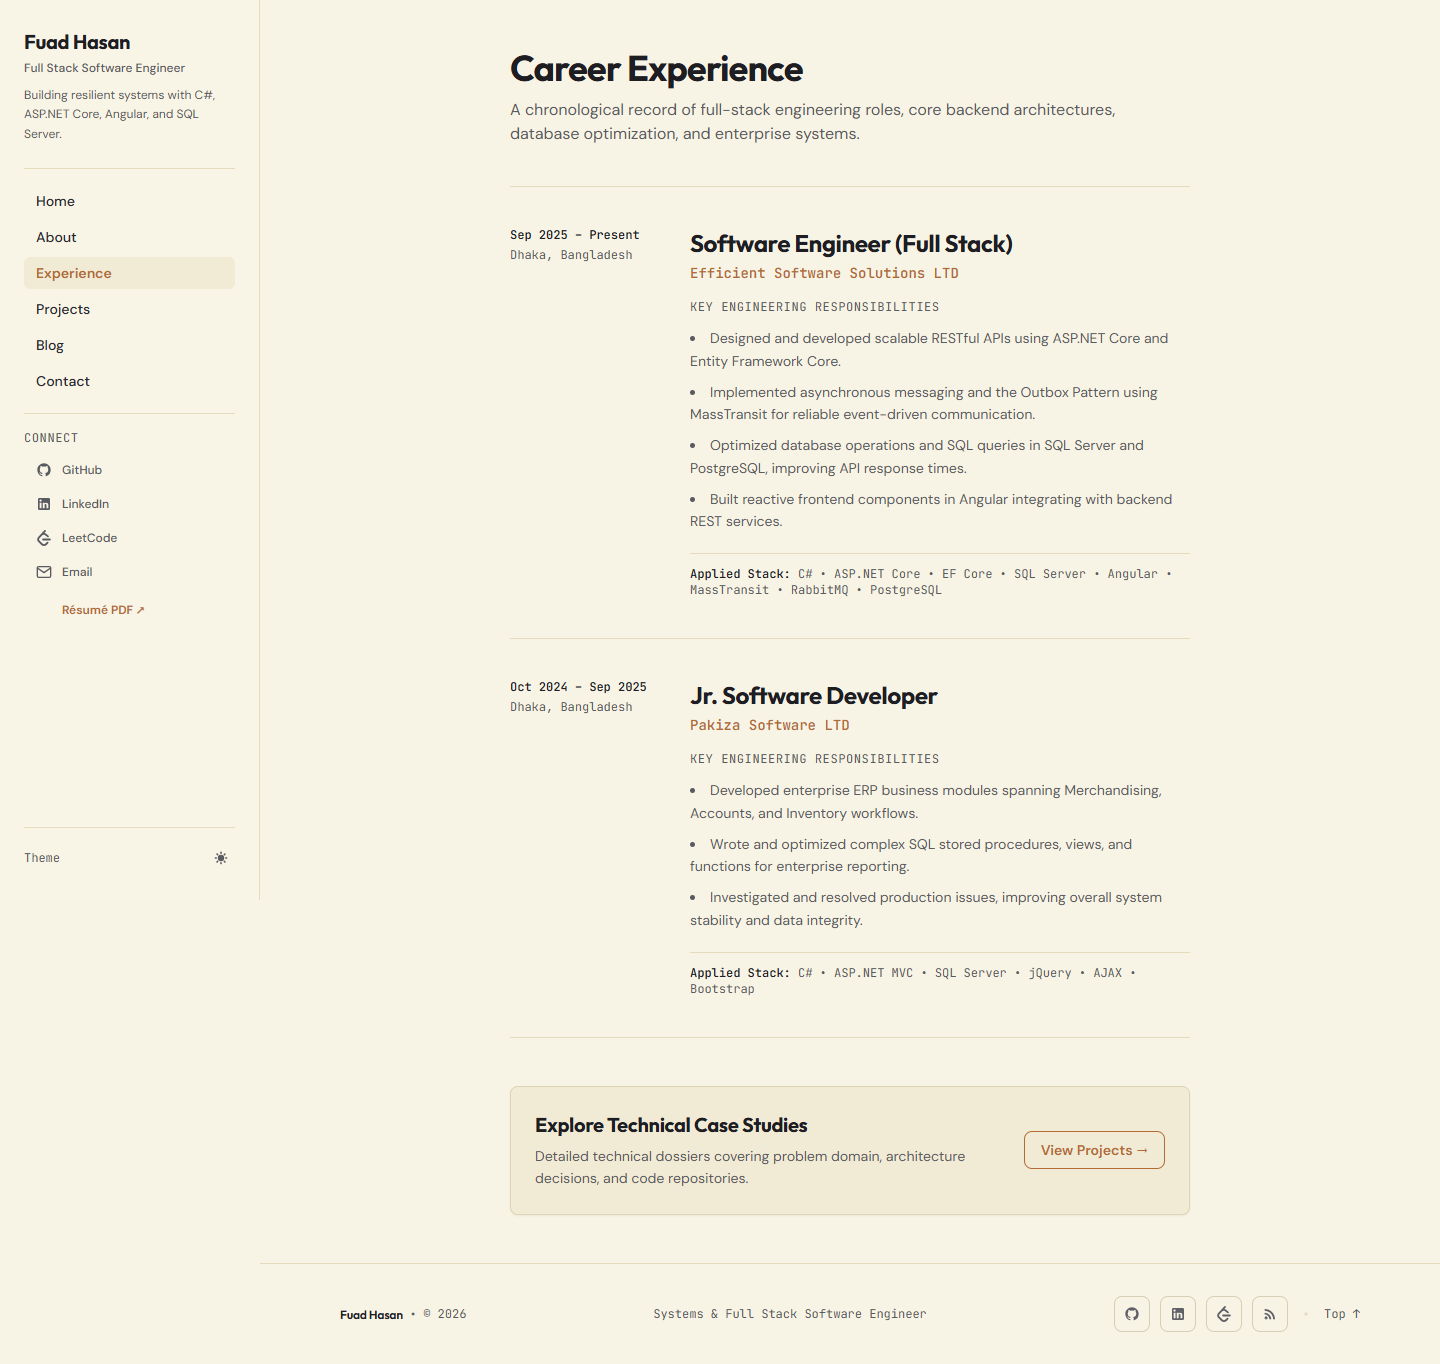 Fuad Hasan
Full Stack Software Engineer
Building resilient systems with C#,
ASP.NET Core, Angular, and SQL
Server.
Home
About
Experience
Projects
Blog
Contact
CONNECT
GitHub
LinkedIn
LeetCode
Email
Résumé PDF ↗
Theme
Career Experience
A chronological record of full-stack engineering roles, core backend architectures,
database optimization, and enterprise systems.
Sep 2025 – Present
Dhaka, Bangladesh
Software Engineer (Full Stack)
Efficient Software Solutions LTD
KEY ENGINEERING RESPONSIBILITIES
• Designed and developed scalable RESTful APIs using ASP.NET Core and
Entity Framework Core.
• Implemented asynchronous messaging and the Outbox Pattern using
MassTransit for reliable event-driven communication.
• Optimized database operations and SQL queries in SQL Server and
PostgreSQL, improving API response times.
• Built reactive frontend components in Angular integrating with backend
REST services.
Applied Stack: C# • ASP.NET Core • EF Core • SQL Server • Angular •
MassTransit • RabbitMQ • PostgreSQL
Oct 2024 – Sep 2025
Dhaka, Bangladesh
Jr. Software Developer
Pakiza Software LTD
KEY ENGINEERING RESPONSIBILITIES
• Developed enterprise ERP business modules spanning Merchandising,
Accounts, and Inventory workflows.
• Wrote and optimized complex SQL stored procedures, views, and
functions for enterprise reporting.
• Investigated and resolved production issues, improving overall system
stability and data integrity.
Applied Stack: C# • ASP.NET MVC • SQL Server • jQuery • AJAX •
Bootstrap
Explore Technical Case Studies
Detailed technical dossiers covering problem domain, architecture
decisions, and code repositories.
View Projects →
Fuad Hasan • © 2026
Systems & Full Stack Software Engineer
Top ↑